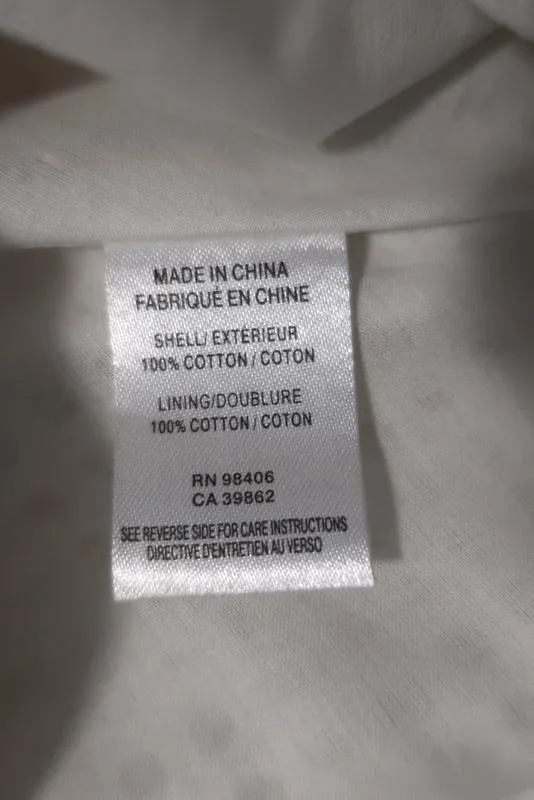 MADE IN CHINA
FABRIQUÉ EN CHINE
SHELL/ EXTÉRIEUR
100% COTTON / COTON
LINING/DOUBLURE
100% COTTON / COTON
RN 98406
CA 39862
SEE REVERSE SIDE FOR CARE INSTRUCTIONS
DIRECTIVE D'ENTRETIEN AU VERSO